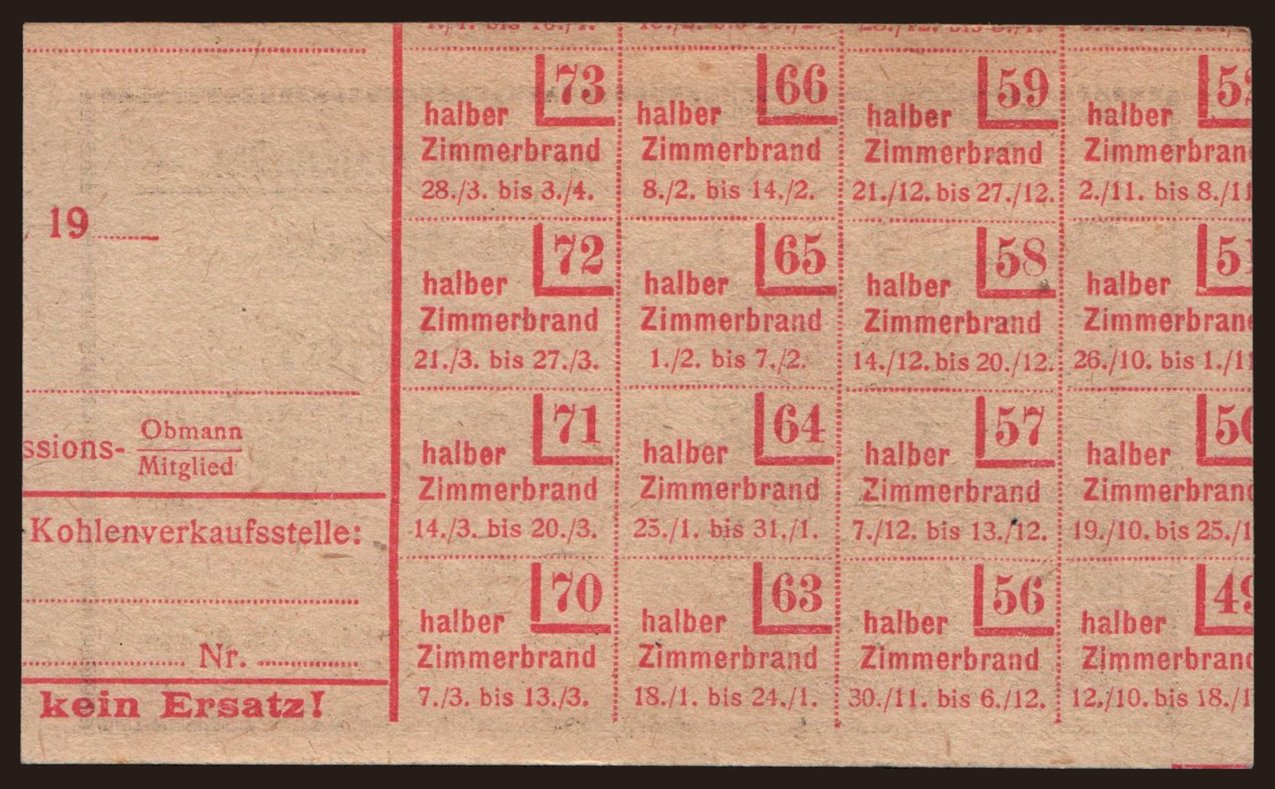 19
ssions- Obmann
Mitglied
Kohlenverkaufsstelle:
Nr.
kein Ersatz!
73
halber
Zimmerbrand
28./3. bis 3./4.
66
halber
Zimmerbrand
8./2. bis 14./2.
59
halber
Zimmerbrand
21./12. bis 27./12.
halber
Zimmerbran
2./11. bis 8./11
72
halber
Zimmerbrand
21./3. bis 27./3.
65
halber
Zimmerbrand
1./2. bis 7./2.
58
halber
Zimmerbrand
14./12. bis 20./12.
51
halber
Zimmerbran
26./10. bis 1./11
71
halber
Zimmerbrand
14./3. bis 20./3.
64
halber
Zimmerbrand
25./1. bis 31./1.
57
halber
Zimmerbrand
7./12. bis 13./12.
50
halber
Zimmerbran
19./10. bis 25./1
70
halber
Zimmerbrand
7./3. bis 13./3.
63
halber
Zimmerbrand
18./1. bis 24./1.
56
halber
Zimmerbrand
30./11. bis 6./12.
49
halber
Zimmerbran
12./10. bis 18./1